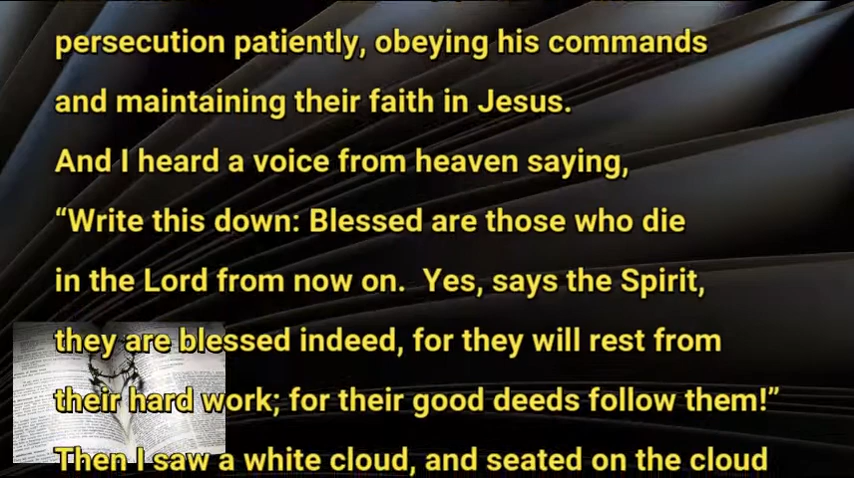 persecution patiently, obeying his commands
and maintaining their faith in Jesus.
And I heard a voice from heaven saying,
“Write this down: Blessed are those who die
in the Lord from now on.  Yes, says the Spirit,
they are blessed indeed, for they will rest from
their hard work; for their good deeds follow them!”
Then I saw a white cloud, and seated on the cloud